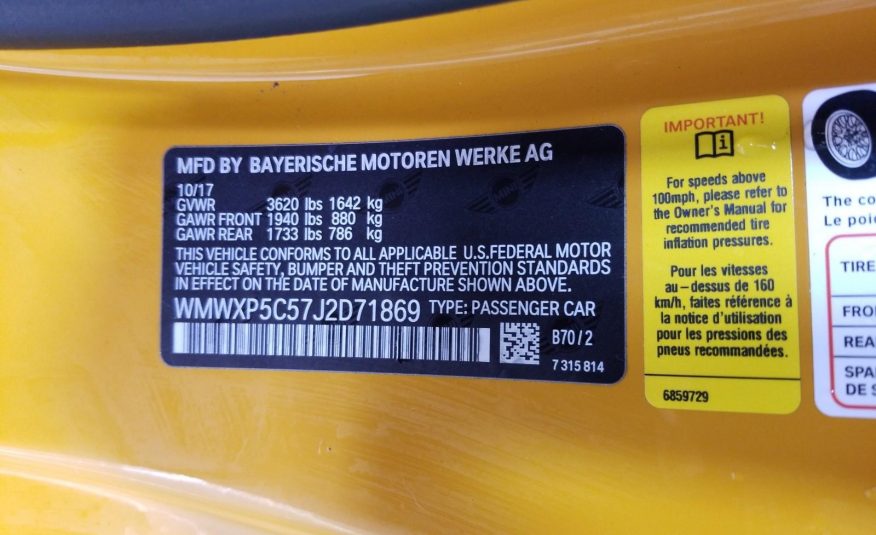 MFD BY BAYERISCHE MOTOREN WERKE AG
10/17
GVWR 3620 lbs 1642 kg
GAWR FRONT 1940 lbs 880 kg
GAWR REAR 1733 lbs 786 kg
THIS VEHICLE CONFORMS TO ALL APPLICABLE U.S.FEDERAL MOTOR
VEHICLE SAFETY, BUMPER AND THEFT PREVENTION STANDARDS
IN EFFECT ON THE DATE OF MANUFACTURE SHOWN ABOVE.
WMWXP5C57J2D71869 TYPE: PASSENGER CAR
B70/2
7 315 814
IMPORTANT!
For speeds above
100mph, please refer to
the Owner's Manual for
recommended tire
inflation pressures.
Pour les vitesses
au-dessus de 160
km/h, faites référence à
la notice d'utilisation
pour les pressions des
pneus recommandées.
6859729
The co
Le poi
TIRE
FRO
REA
SPA
DE S